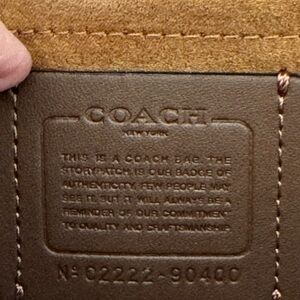 COACH
NEW YORK
THIS IS A COACH BAG. THE
STORYPATCH IS OUR BADGE OF
AUTHENTICITY. FEW PEOPLE MAY
SEE IT BUT IT WILL ALWAYS BE A
REMINDER OF OUR COMMITMENT
TO QUALITY AND CRAFTSMANSHIP.
Nº 02222-90400